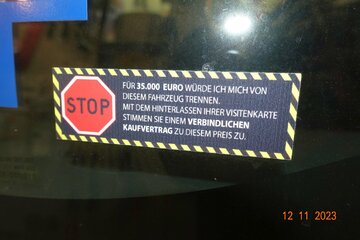 STOP
FÜR 35.000 EURO WÜRDE ICH MICH VON
DIESEM FAHRZEUG TRENNEN.
MIT DEM HINTERLASSEN IHRER VISITENKARTE
STIMMEN SIE EINEM VERBINDLICHEN
KAUFVERTRAG ZU DIESEM PREIS ZU.
12 11 2023